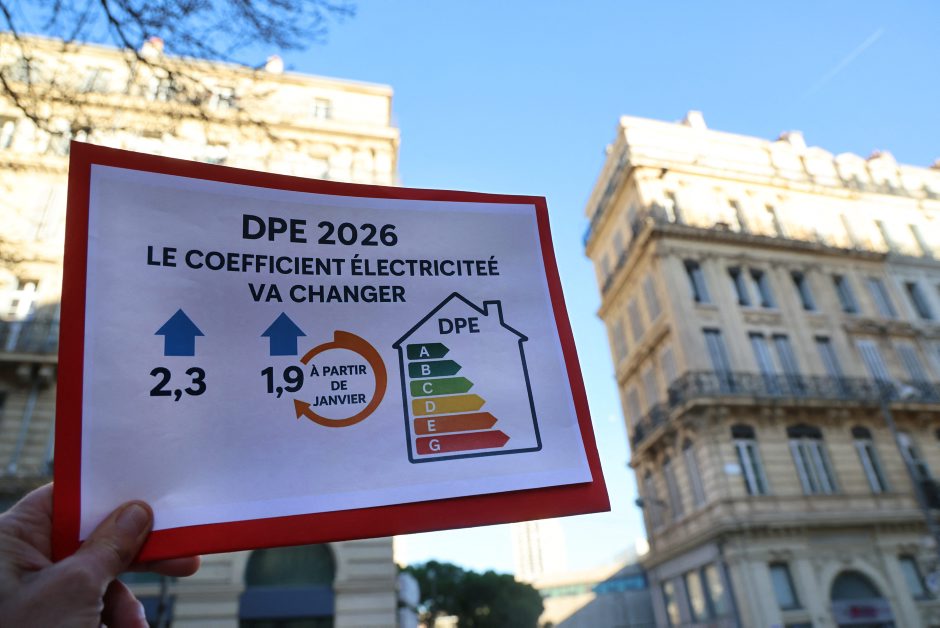 DPE 2026
LE COEFFICIENT ÉLECTRICITEÉ
VA CHANGER
2,3
1,9
À PARTIR
DE
JANVIER
DPE
A
B
C
D
E
G